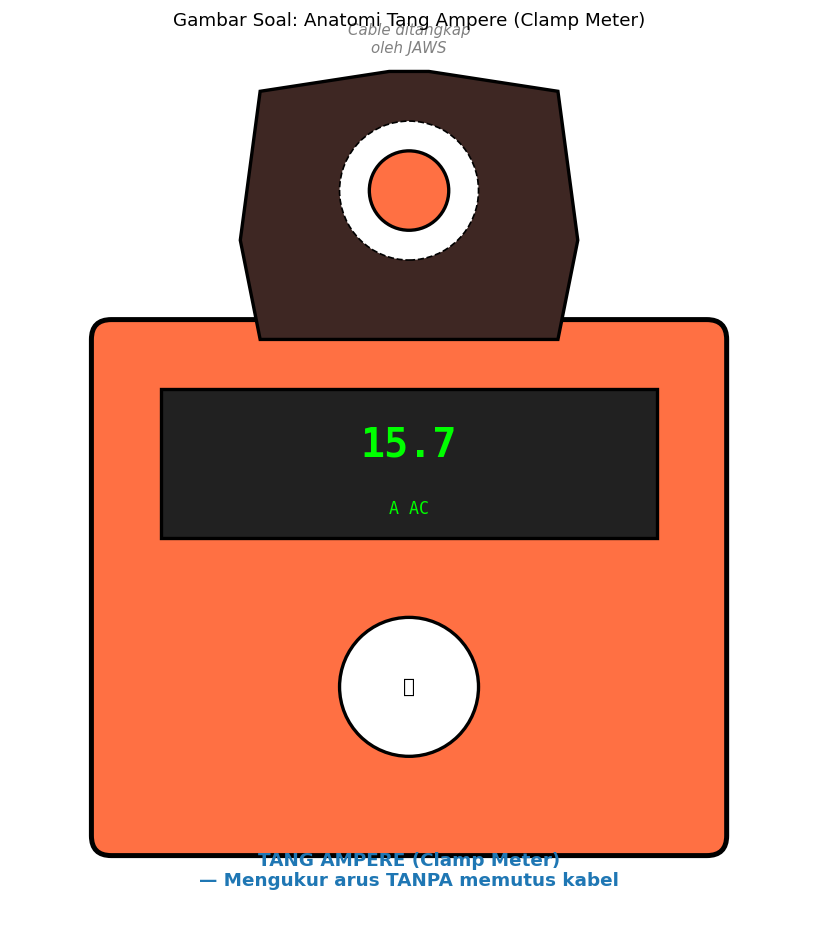 Gambar Soal: Anatomi Tang Ampere (Clamp Meter)
Cable ditangkap
oleh JAWS
15.7
A AC
TANG AMPERE (Clamp Meter)
— Mengukur arus TANPA memutus kabel